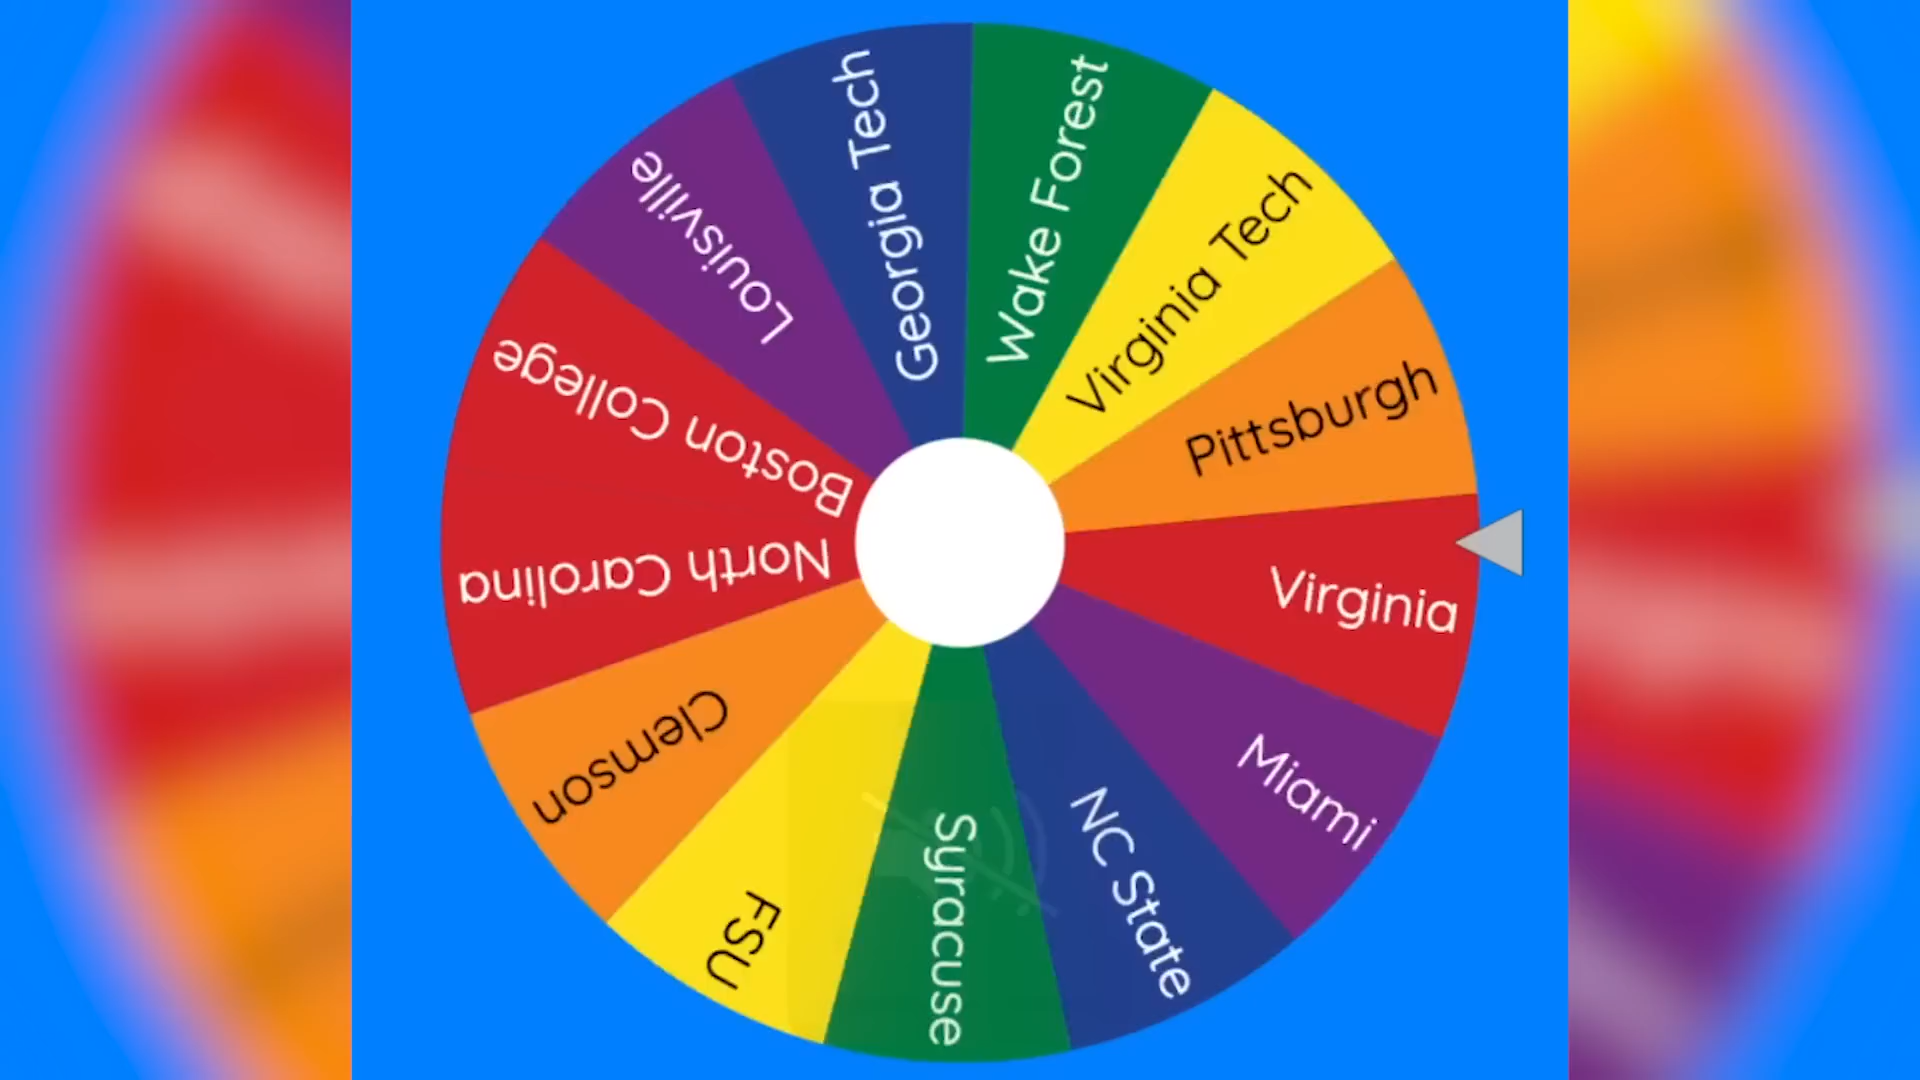 Georgia Tech
Wake Forest
Virginia Tech
Pittsburgh
Virginia
Miami
NC State
Syracuse
FSU
Clemson
North Carolina
Boston College
Louisville